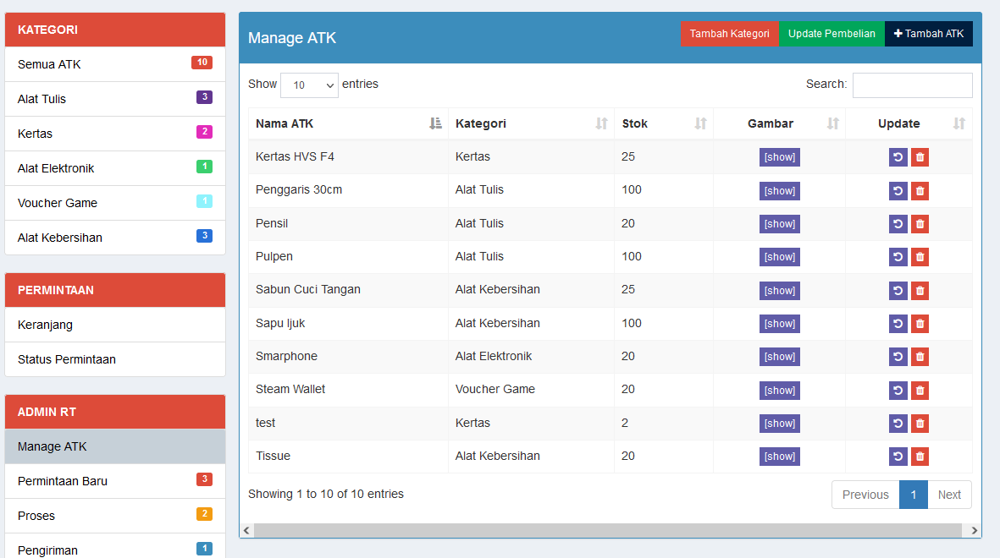 KATEGORI
Semua ATK 10
Alat Tulis 3
Kertas 2
Alat Elektronik 1
Voucher Game 1
Alat Kebersihan 3
PERMINTAAN
Keranjang
Status Permintaan
ADMIN RT
Manage ATK
Permintaan Baru 3
Proses 2
Pengiriman 1
Manage ATK Tambah Kategori Update Pembelian Tambah ATK
Show 10 entries Search:
Nama ATK Kategori Stok Gambar Update
Kertas HVS F4 Kertas 25 [show]
Penggaris 30cm Alat Tulis 100 [show]
Pensil Alat Tulis 20 [show]
Pulpen Alat Tulis 100 [show]
Sabun Cuci Tangan Alat Kebersihan 25 [show]
Sapu Ijuk Alat Kebersihan 100 [show]
Smarphone Alat Elektronik 20 [show]
Steam Wallet Voucher Game 20 [show]
test Kertas 2 [show]
Tissue Alat Kebersihan 20 [show]
Showing 1 to 10 of 10 entries Previous 1 Next